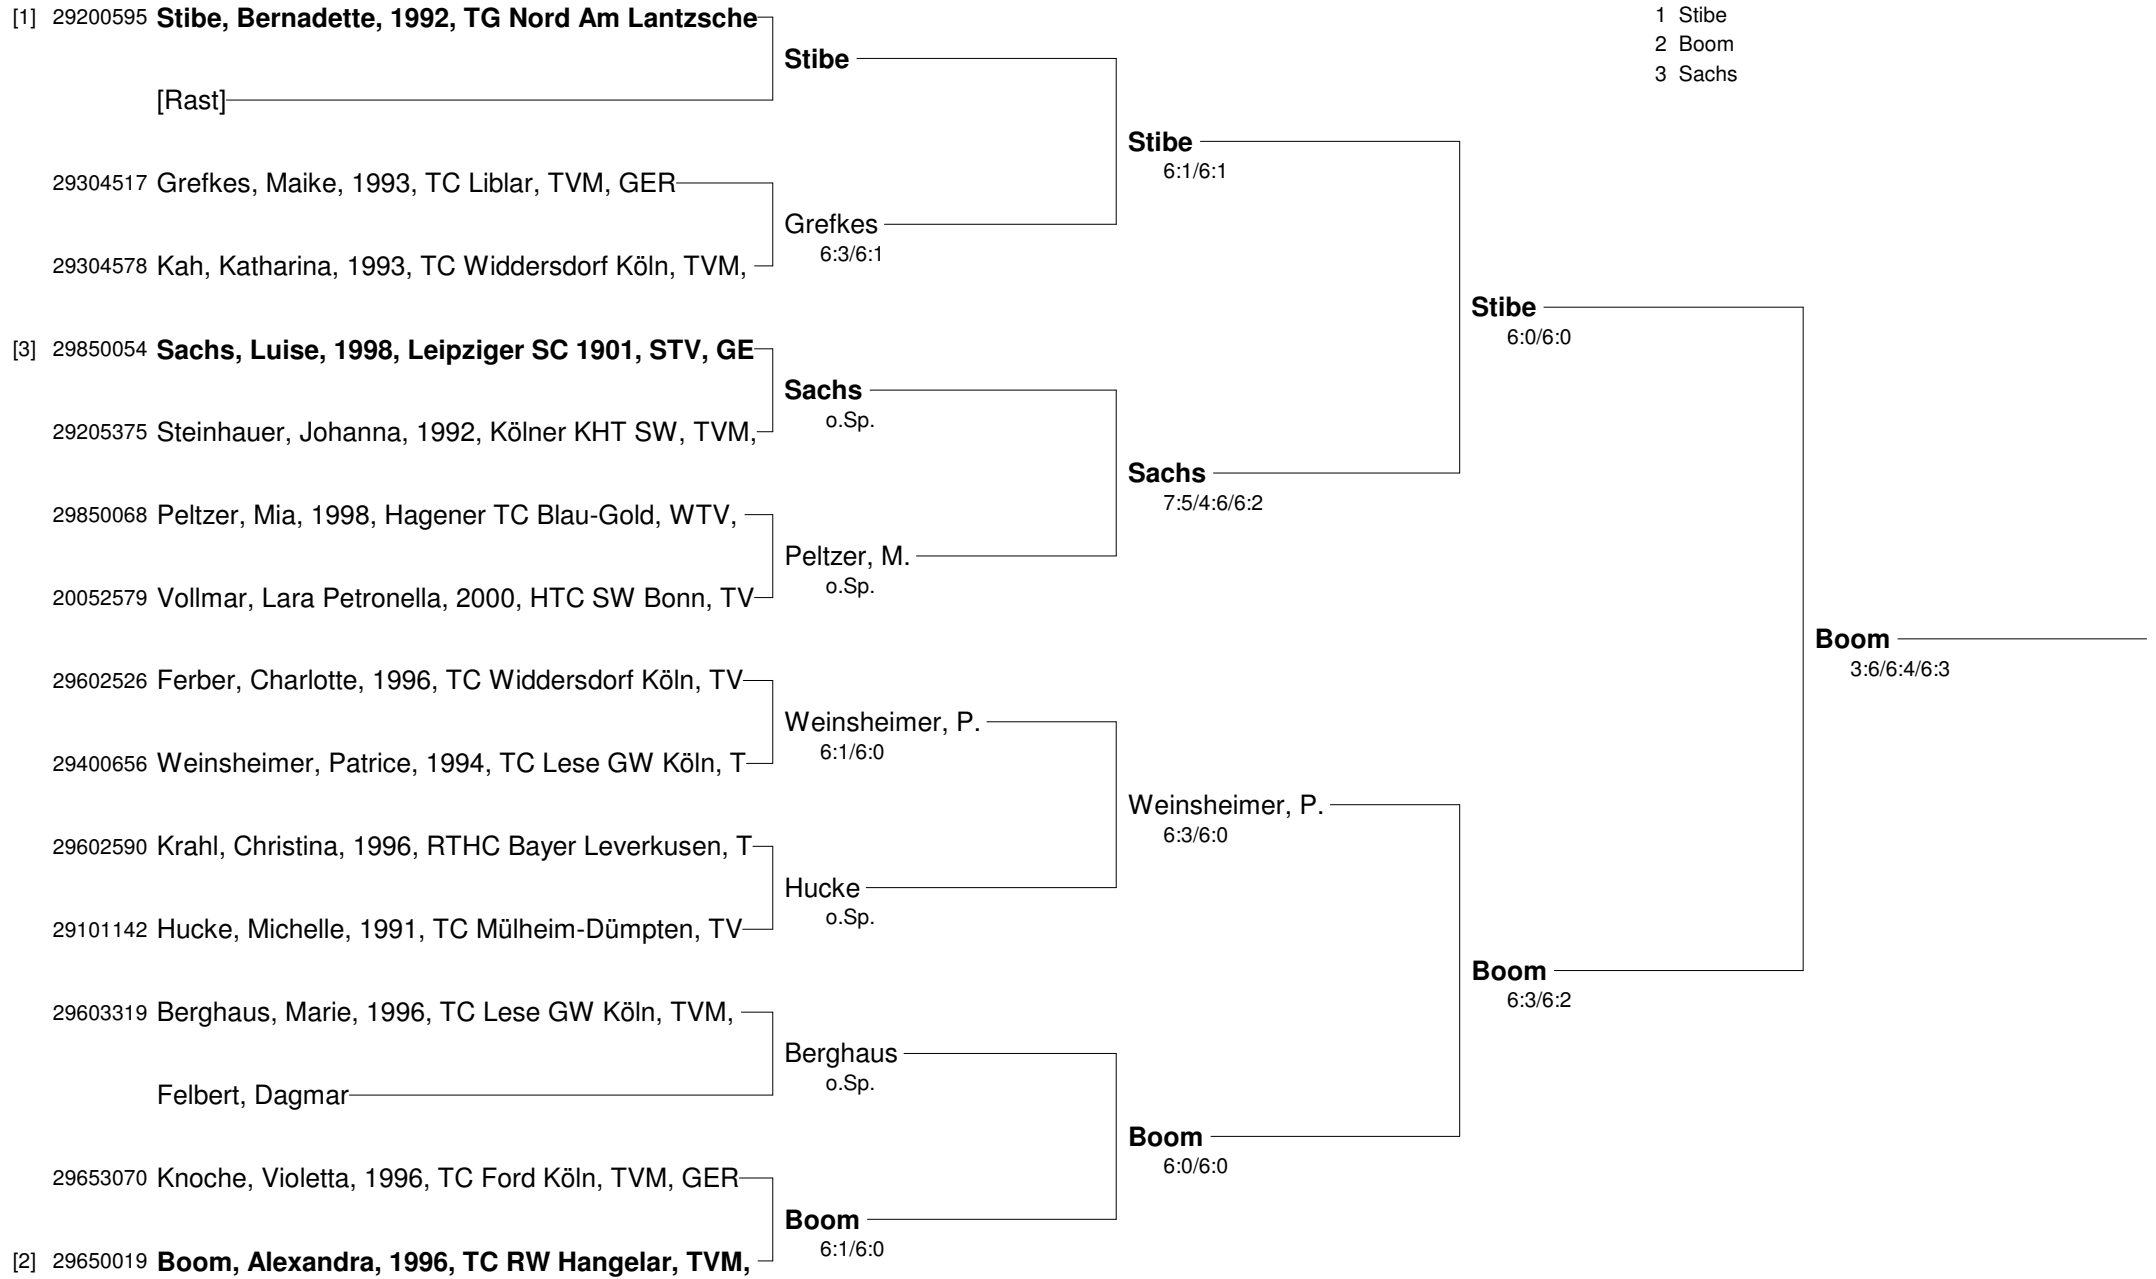 [1] 29200595 Stibe, Bernadette, 1992, TG Nord Am Lantzsche
[Rast]
29304517 Grefkes, Maike, 1993, TC Liblar, TVM, GER
29304578 Kah, Katharina, 1993, TC Widdersdorf Köln, TVM,
[3] 29850054 Sachs, Luise, 1998, Leipziger SC 1901, STV, GE
29205375 Steinhauer, Johanna, 1992, Kölner KHT SW, TVM,
29850068 Peltzer, Mia, 1998, Hagener TC Blau-Gold, WTV,
20052579 Vollmar, Lara Petronella, 2000, HTC SW Bonn, TV
29602526 Ferber, Charlotte, 1996, TC Widdersdorf Köln, TV
29400656 Weinsheimer, Patrice, 1994, TC Lese GW Köln, T
29602590 Krahl, Christina, 1996, RTHC Bayer Leverkusen, T
29101142 Hucke, Michelle, 1991, TC Mülheim-Dümpten, TV
29603319 Berghaus, Marie, 1996, TC Lese GW Köln, TVM,
Felbert, Dagmar
29653070 Knoche, Violetta, 1996, TC Ford Köln, TVM, GER
[2] 29650019 Boom, Alexandra, 1996, TC RW Hangelar, TVM,
Stibe
Grefkes
6:3/6:1
Sachs
o.Sp.
Peltzer, M.
o.Sp.
Weinsheimer, P.
6:1/6:0
Hucke
o.Sp.
Berghaus
o.Sp.
Boom
6:1/6:0
Stibe
6:1/6:1
Sachs
7:5/4:6/6:2
Weinsheimer, P.
6:3/6:0
Boom
6:0/6:0
Stibe
6:0/6:0
Boom
6:3/6:2
Boom
3:6/6:4/6:3
1 Stibe
2 Boom
3 Sachs